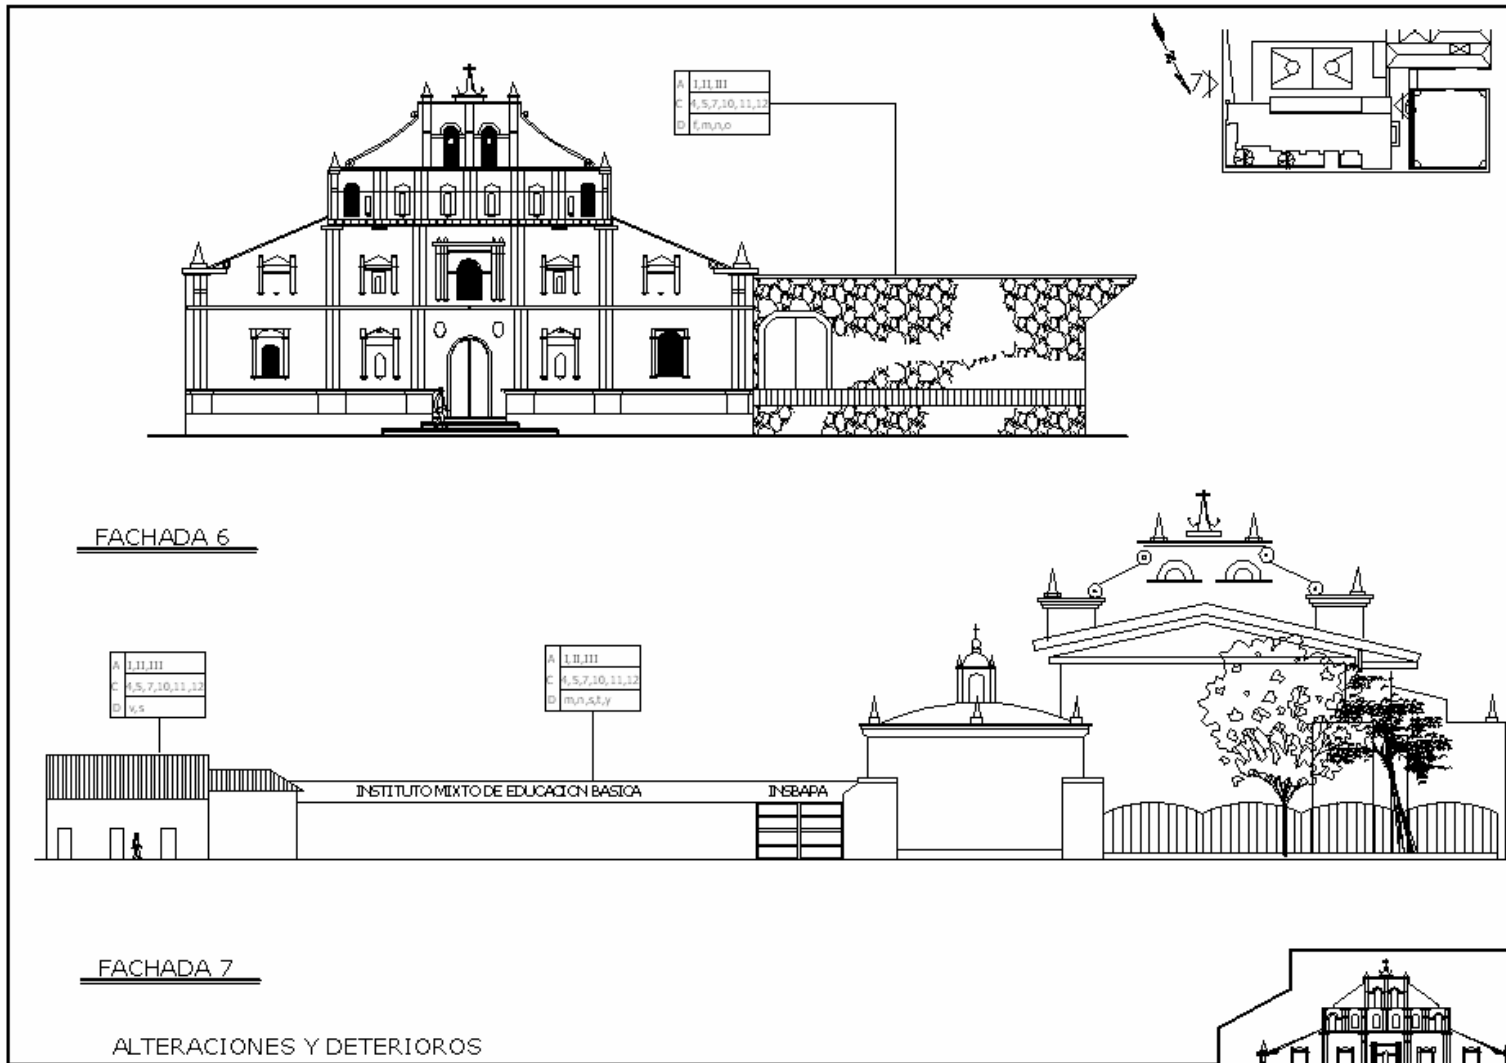 A I,II,III
C 4,5,7,10,11,12
D f,m,n,o
N
7
FACHADA 6
A I,II,III
C 4,5,7,10,11,12
D v,s
A I,II,III
C 4,5,7,10,11,12
D m,n,s,t,y
INSTITUTO MIXTO DE EDUCACION BASICA INSBAPA
FACHADA 7
ALTERACIONES Y DETERIOROS